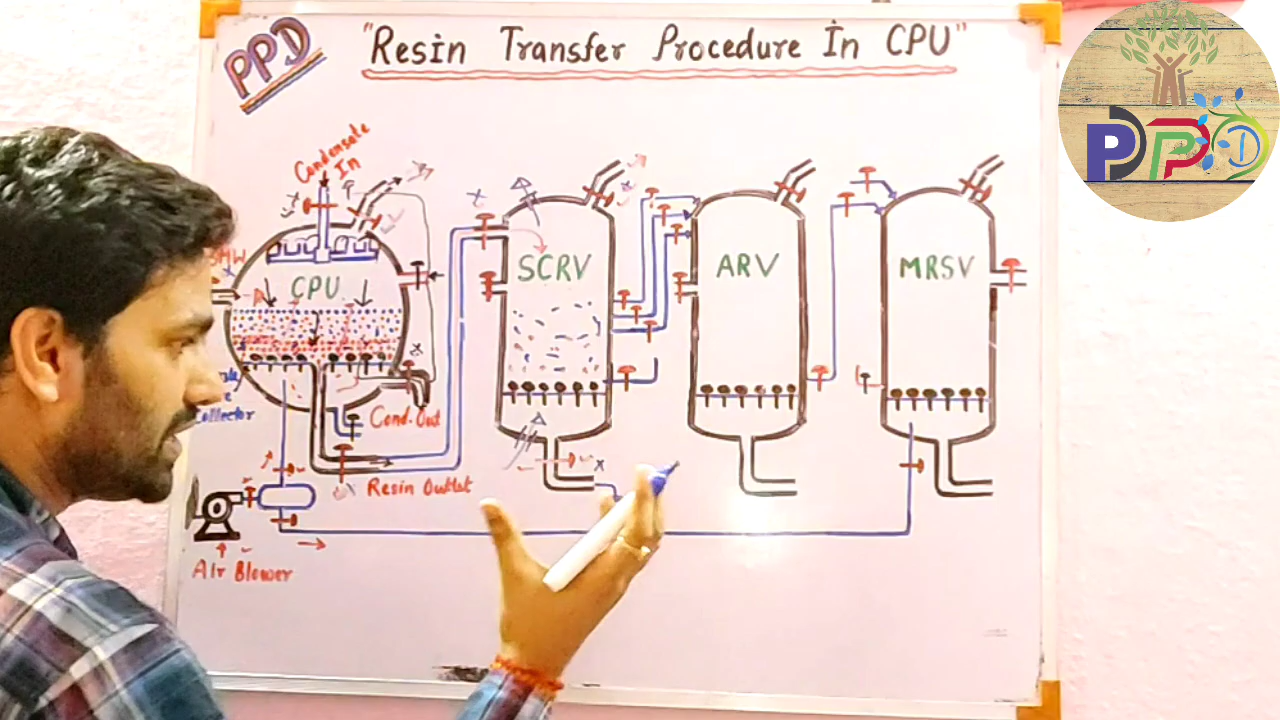 PPD
"Resin Transfer Procedure In CPU"
PPD
Condensate
In
CPU
SCRV
ARV
MRSV
Collector
Cond. Out
Resin Outlet
Air Blower